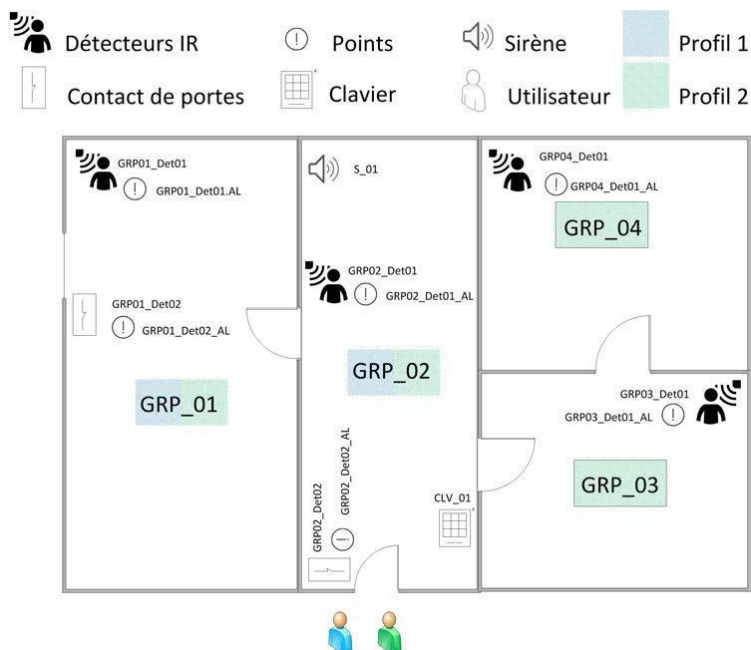 Détecteurs IR
Points
Sirène
Profil 1
Contact de portes
Clavier
Utilisateur
Profil 2
GRP01_Det01
GRP01_Det01.AL
S_01
GRP04_Det01
GRP04_Det01_AL
GRP_04
GRP02_Det01
GRP02_Det01_AL
GRP01_Det02
GRP01_Det02_AL
GRP_01
GRP_02
GRP03_Det01
GRP03_Det01_AL
GRP_03
GRP02_Det02
GRP02_Det02_AL
CLV_01